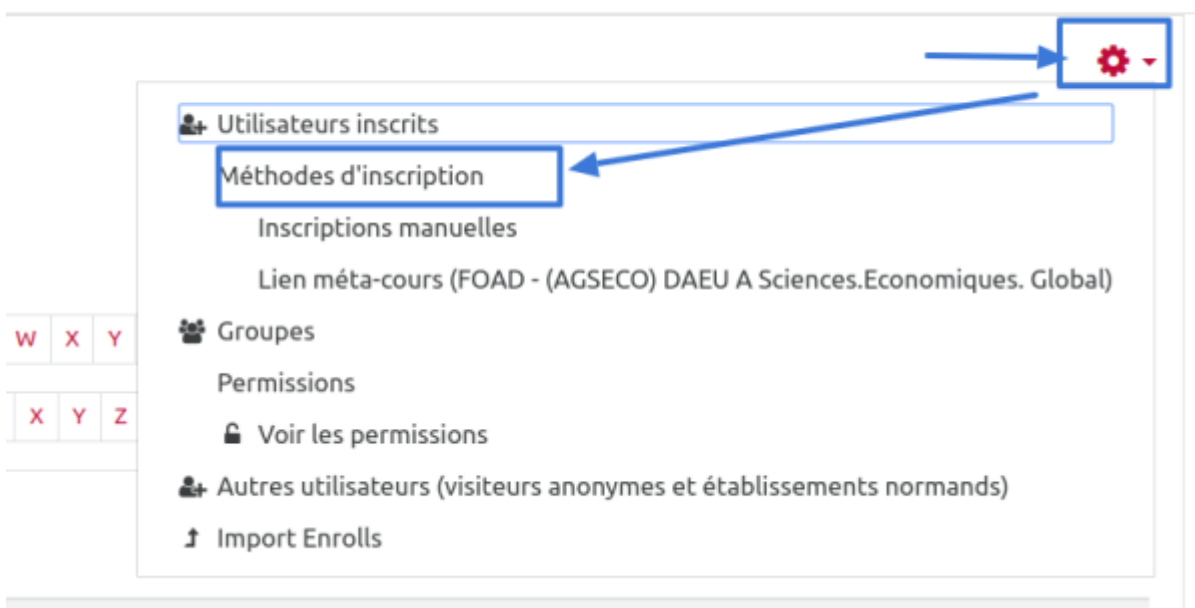 Utilisateurs inscrits
Méthodes d'inscription
Inscriptions manuelles
Lien méta-cours (FOAD - (AGSECO) DAEU A Sciences.Economiques. Global)
W X Y
Groupes
Permissions
X Y Z
Voir les permissions
Autres utilisateurs (visiteurs anonymes et établissements normands)
Import Enrolls